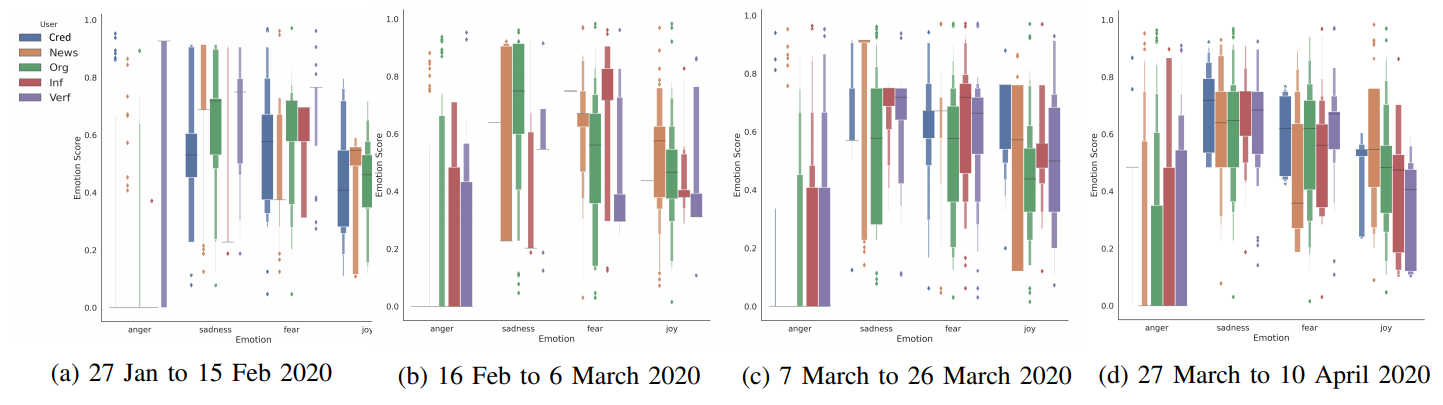 User
Cred
News
Org
Inf
Verf
1.0
0.8
0.6
0.4
0.2
0.0
Emotion Score
anger
sadness
fear
joy
Emotion
(a) 27 Jan to 15 Feb 2020
1.0
0.8
0.6
0.4
0.2
0.0
Emotion Score
anger
sadness
fear
joy
Emotion
(b) 16 Feb to 6 March 2020
1.0
0.8
0.6
0.4
0.2
0.0
Emotion Score
anger
sadness
fear
joy
Emotion
(c) 7 March to 26 March 2020
1.0
0.8
0.6
0.4
0.2
0.0
Emotion Score
anger
sadness
fear
joy
Emotion
(d) 27 March to 10 April 2020